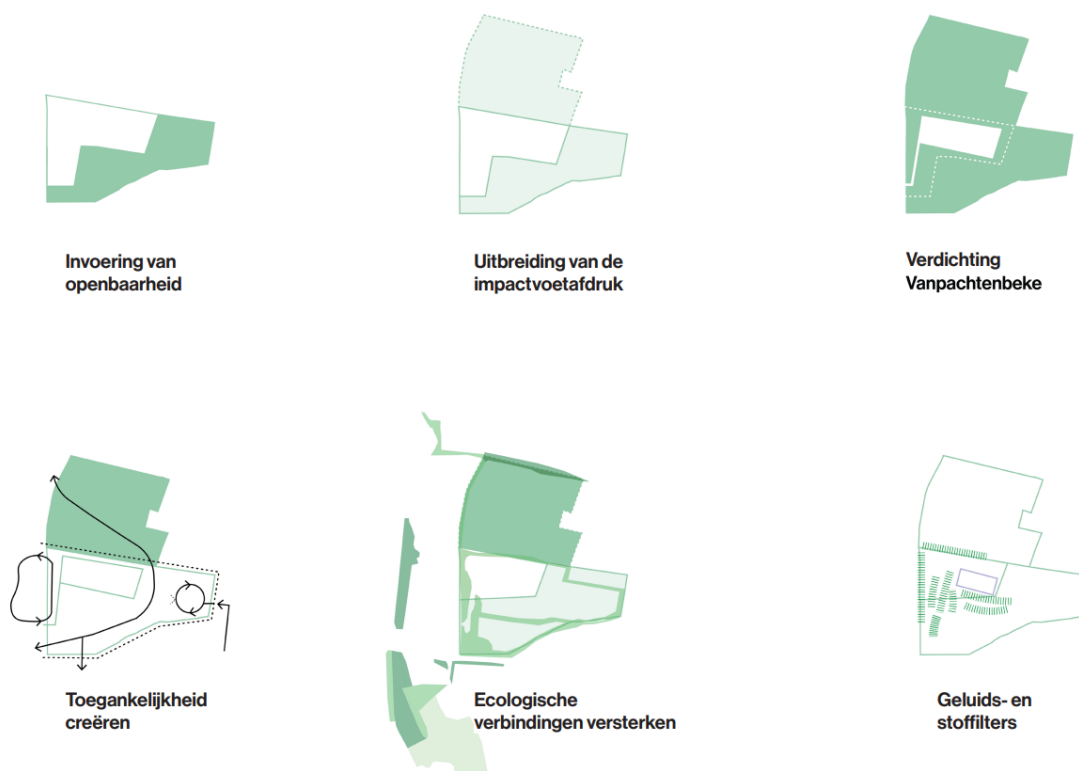 Invoering van
openbaarheid
Uitbreiding van de
impactvoetafdruk
Verdichting
Vanpachtenbeke
Toegankelijkheid
creëren
Ecologische
verbindingen versterken
Geluids- en
stoffilters